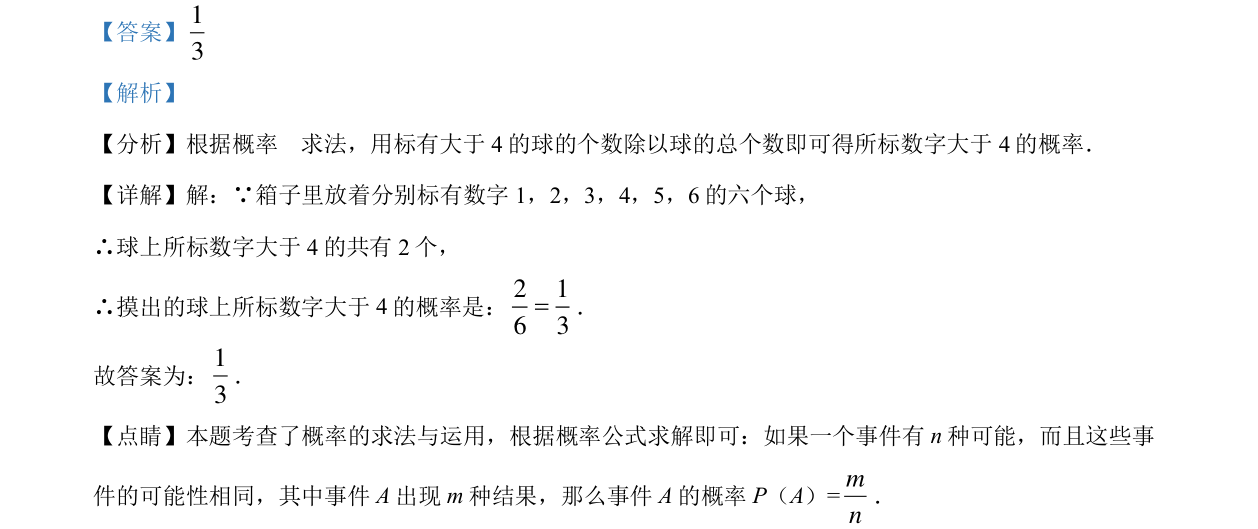 【答案】1/3
【解析】
【分析】根据概率 求法，用标有大于 4 的球的个数除以球的总个数即可得所标数字大于 4 的概率．
【详解】解：∵箱子里放着分别标有数字 1，2，3，4，5，6 的六个球，
∴球上所标数字大于 4 的共有 2 个，
∴摸出的球上所标数字大于 4 的概率是：2/6=1/3．
故答案为：1/3．
【点睛】本题考查了概率的求法与运用，根据概率公式求解即可：如果一个事件有 n 种可能，而且这些事
件的可能性相同，其中事件 A 出现 m 种结果，那么事件 A 的概率 P（A）=m/n．